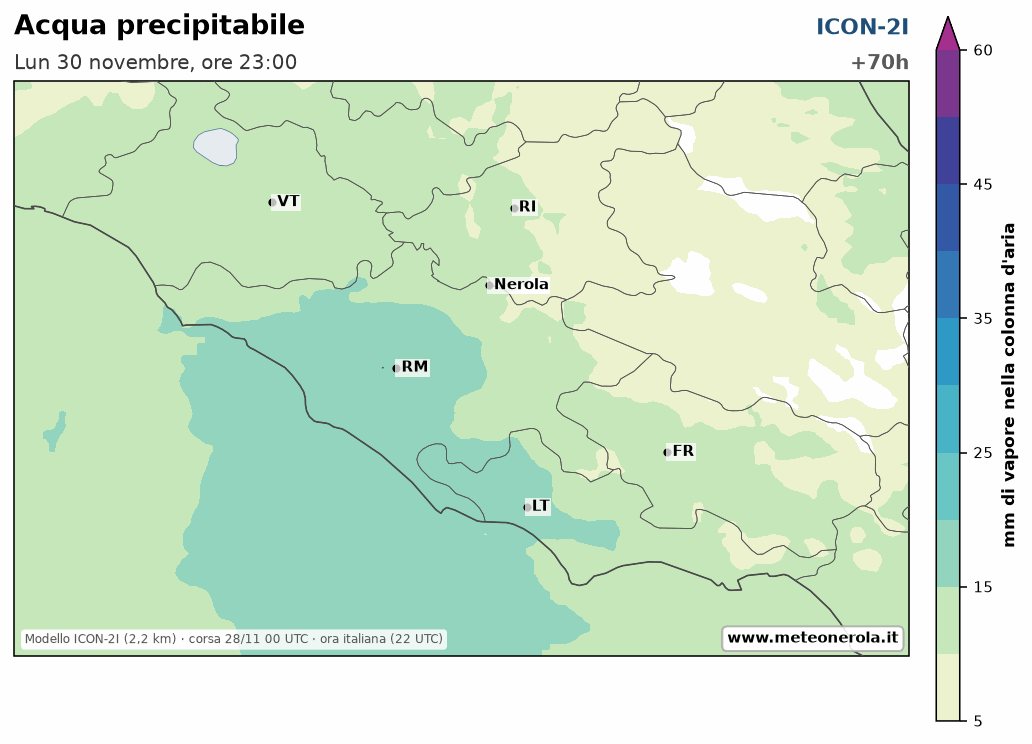 Acqua precipitabile
ICON-2I
Lun 30 novembre, ore 23:00
+70h
60
45
35
25
15
5
mm di vapore nella colonna d'aria
VT
RI
Nerola
RM
FR
LT
Modello ICON-2I (2,2 km) · corsa 28/11 00 UTC · ora italiana (22 UTC)
www.meteonerola.it